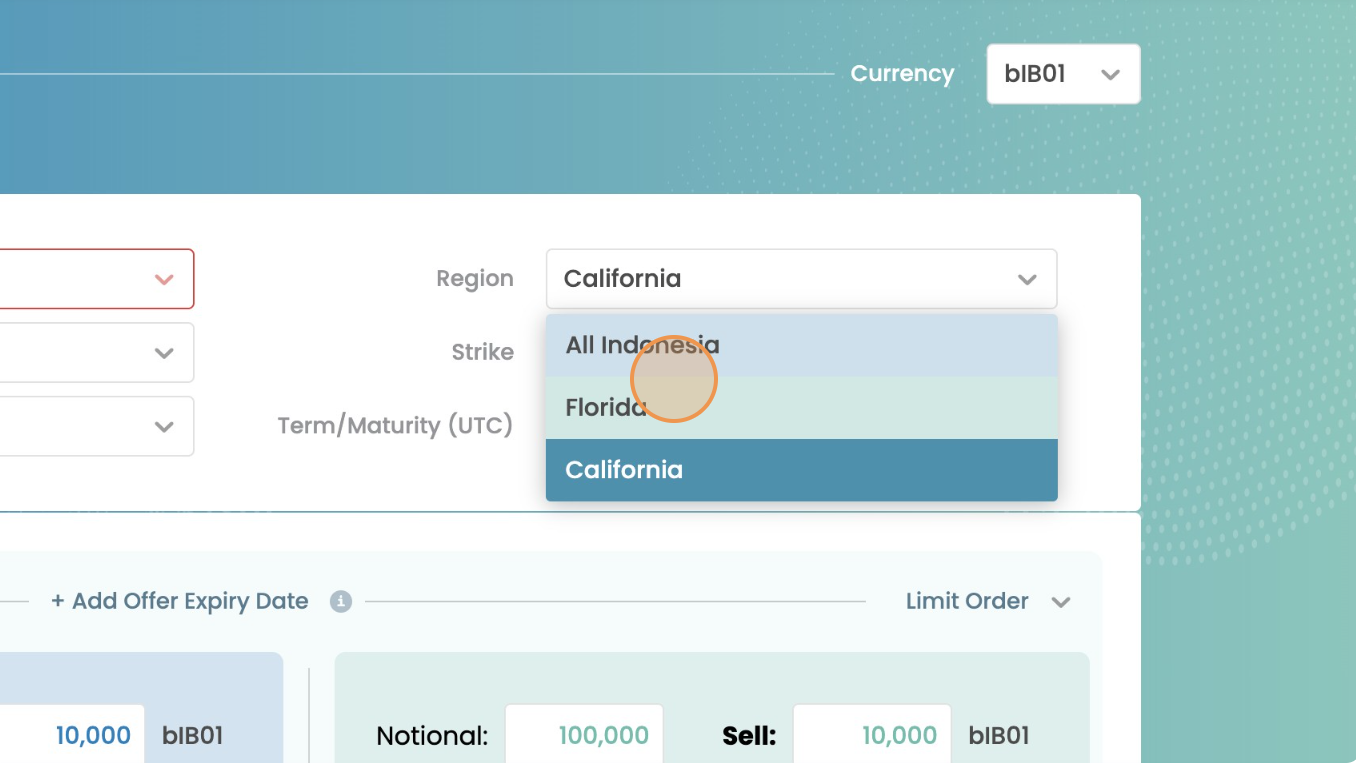 Currency bIB01
Region California
All Indonesia
Strike
Florida
Term/Maturity (UTC)
California
+ Add Offer Expiry Date i Limit Order
10,000 bIB01 Notional: 100,000 Sell: 10,000 bIB01